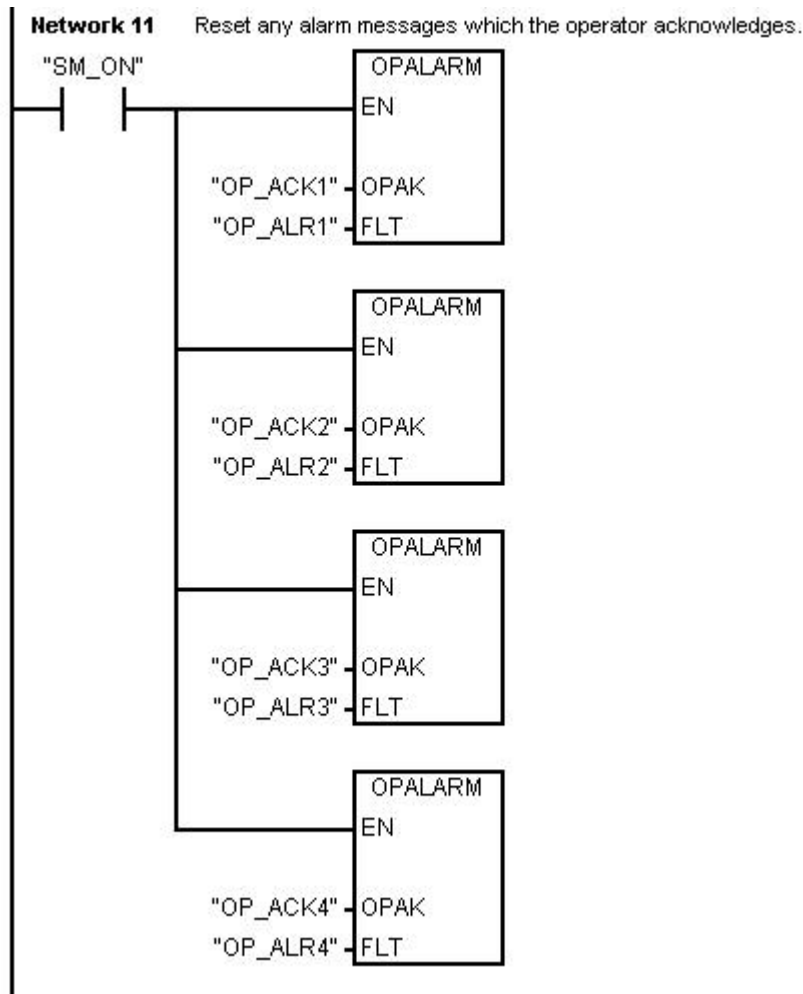 Network 11 Reset any alarm messages which the operator acknowledges.
"SM_ON"
OPALARM
EN
"OP_ACK1" OPAK
"OP_ALR1" FLT
OPALARM
EN
"OP_ACK2" OPAK
"OP_ALR2" FLT
OPALARM
EN
"OP_ACK3" OPAK
"OP_ALR3" FLT
OPALARM
EN
"OP_ACK4" OPAK
"OP_ALR4" FLT